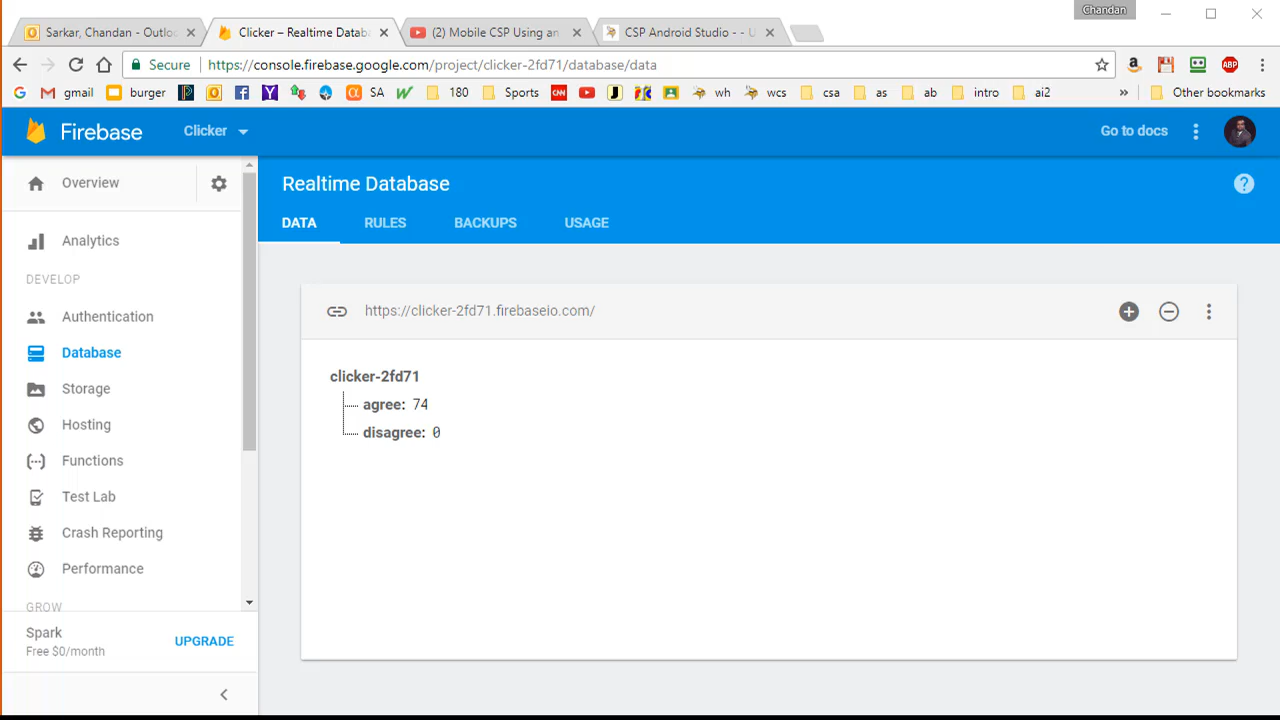 Chandan
Sarkar, Chandan - Outlo
Clicker – Realtime Datab
(2) Mobile CSP Using an
CSP Android Studio - - U
Secure
https://console.firebase.google.com/project/clicker-2fd71/database/data
ABP
gmail
burger
SA
180
Sports
CNN
wh
wcs
csa
as
ab
intro
ai2
»
Other bookmarks
Firebase
Clicker
Go to docs
Overview
Realtime Database
DATA
RULES
BACKUPS
USAGE
Analytics
DEVELOP
Authentication
Database
Storage
Hosting
Functions
Test Lab
Crash Reporting
Performance
GROW
Spark
Free $0/month
UPGRADE
https://clicker-2fd71.firebaseio.com/
clicker-2fd71
agree: 74
disagree: 0